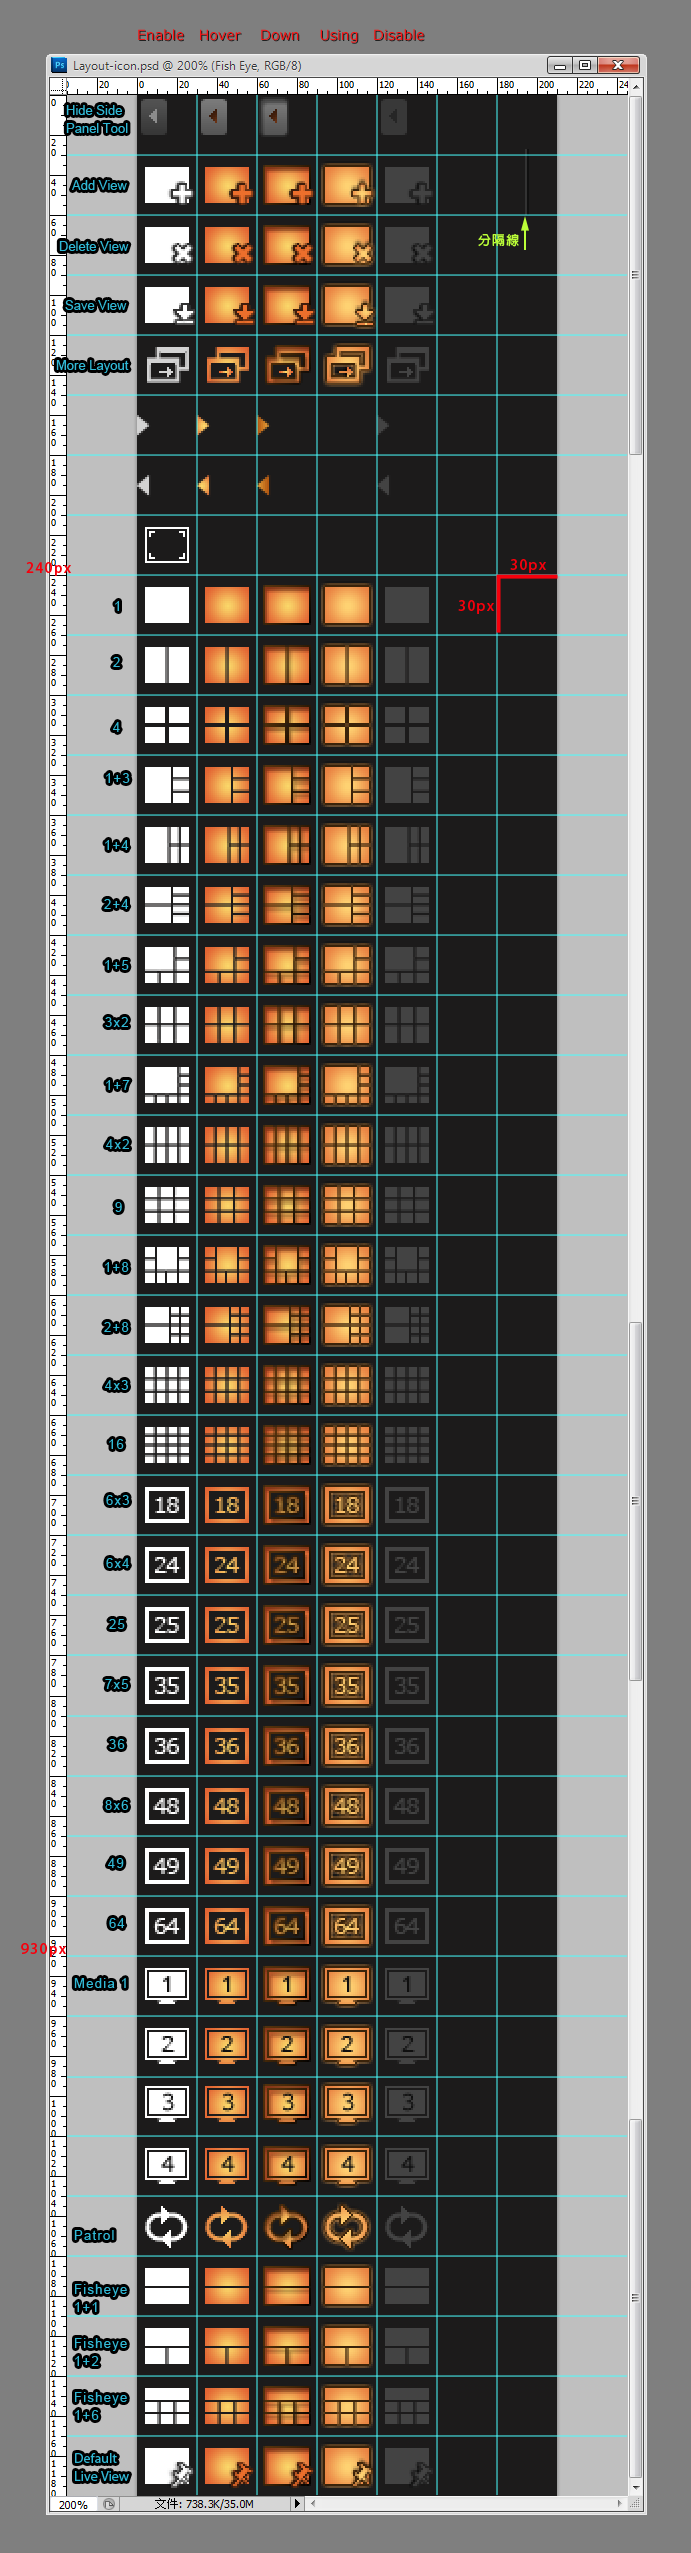 Enable Hover Down Using Disable
Layout-icon.psd @ 200% (Fish Eye, RGB/8)
0 20 0 20 40 60 80 100 120 140 160 180 200 220 24
Hide Side
Panel Tool
Add View
Delete View
分隔線
Save View
More Layout
240px
30px
30px
1
2
4
1+3
1+4
2+4
1+5
3x2
1+7
4x2
9
1+8
2+8
4x3
16
6x3 18 18 18 18 18
6x4 24 24 24 24 24
25 25 25 25 25 25
7x5 35 35 35 35 35
36 36 36 36 36 36
8x6 48 48 48 48 48
49 49 49 49 49 49
64 64 64 64 64 64
930px
Media 1 1 1 1 1 1
2 2 2 2 2
3 3 3 3 3
4 4 4 4 4
Patrol
Fisheye
1+1
Fisheye
1+2
Fisheye
1+6
Default
Live View
200% 文件: 738.3K/35.0M